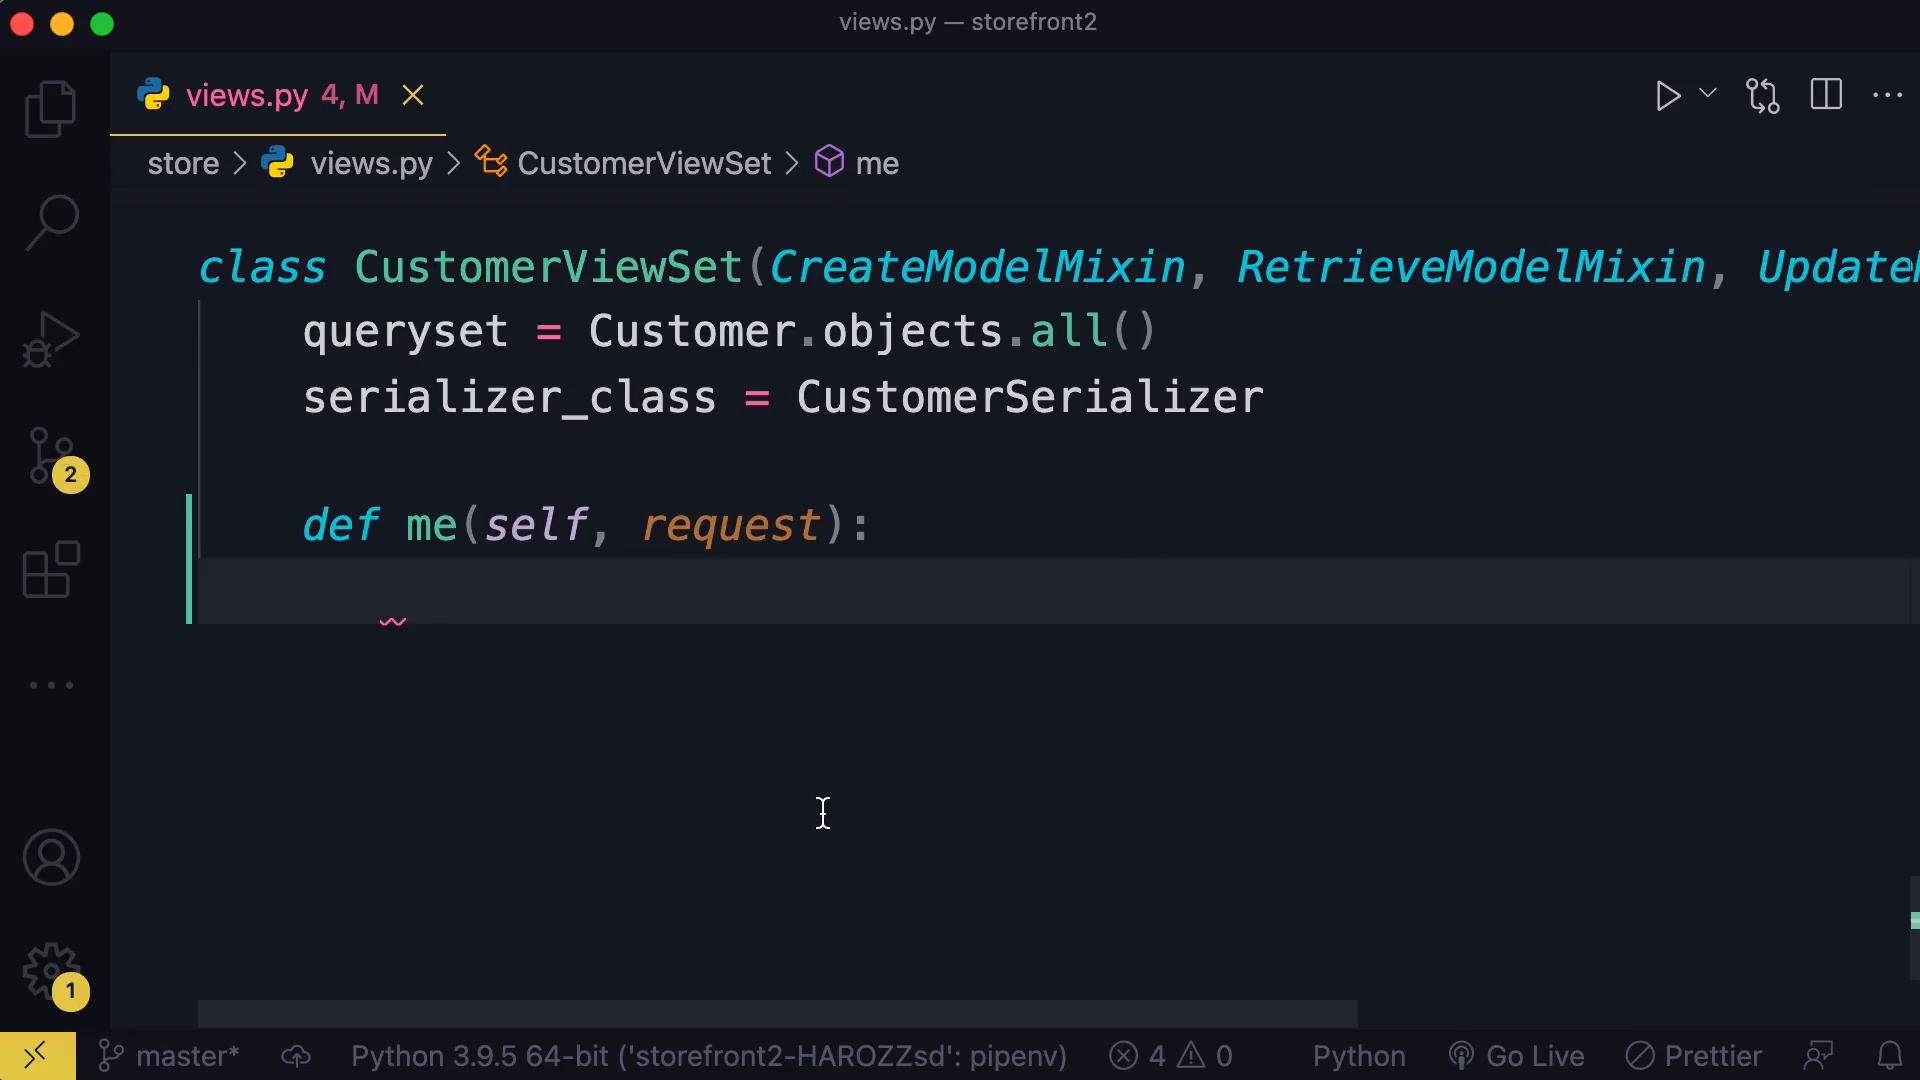 views.py — storefront2
views.py 4, M
store > views.py > CustomerViewSet > me
class CustomerViewSet(CreateModelMixin, RetrieveModelMixin, Update
queryset = Customer.objects.all()
serializer_class = CustomerSerializer
def me(self, request):
2
1
master* Python 3.9.5 64-bit ('storefront2-HAROZZsd': pipenv) 4 0 Python Go Live Prettier